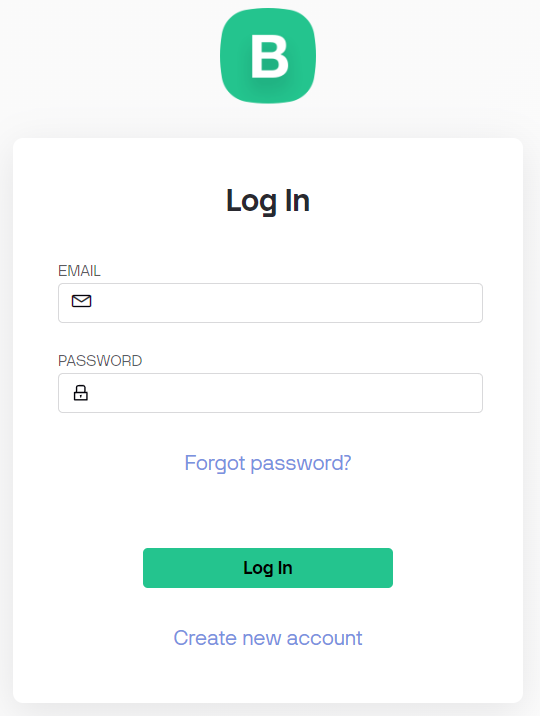 B
Log In
EMAIL
PASSWORD
Forgot password?
Log In
Create new account